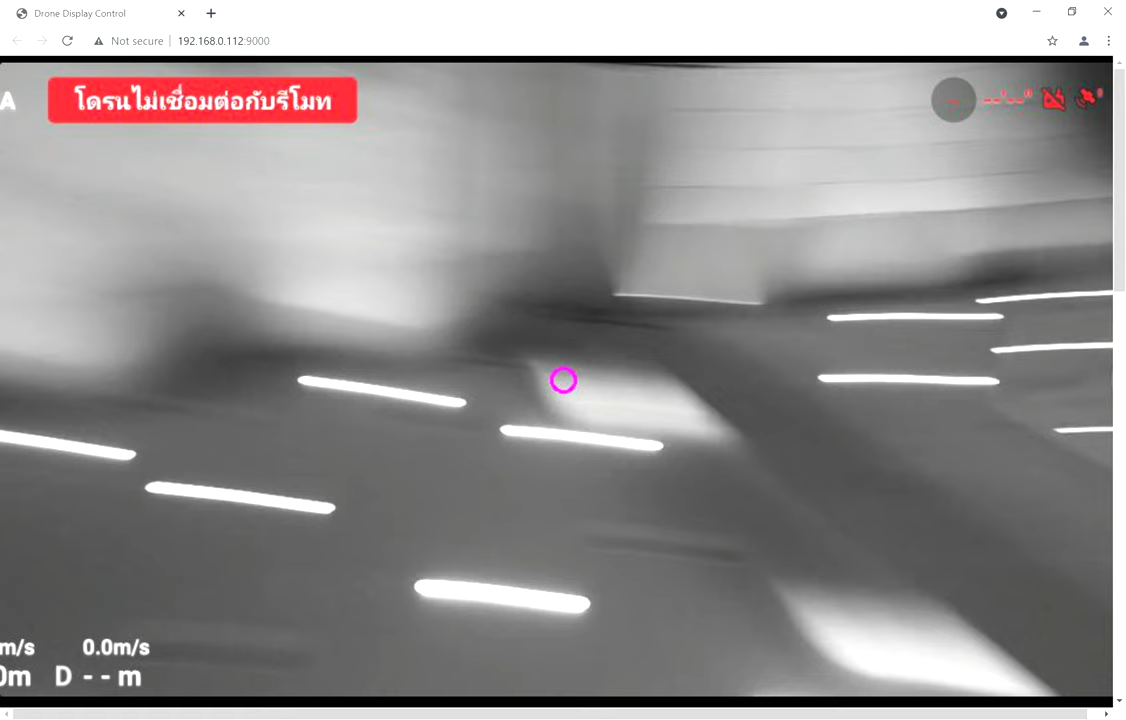 Drone Display Control
Not secure
192.168.0.112:9000
A
โดรนไม่เชื่อมต่อกับรีโมท
m/s
0.0m/s
0m
D - - m